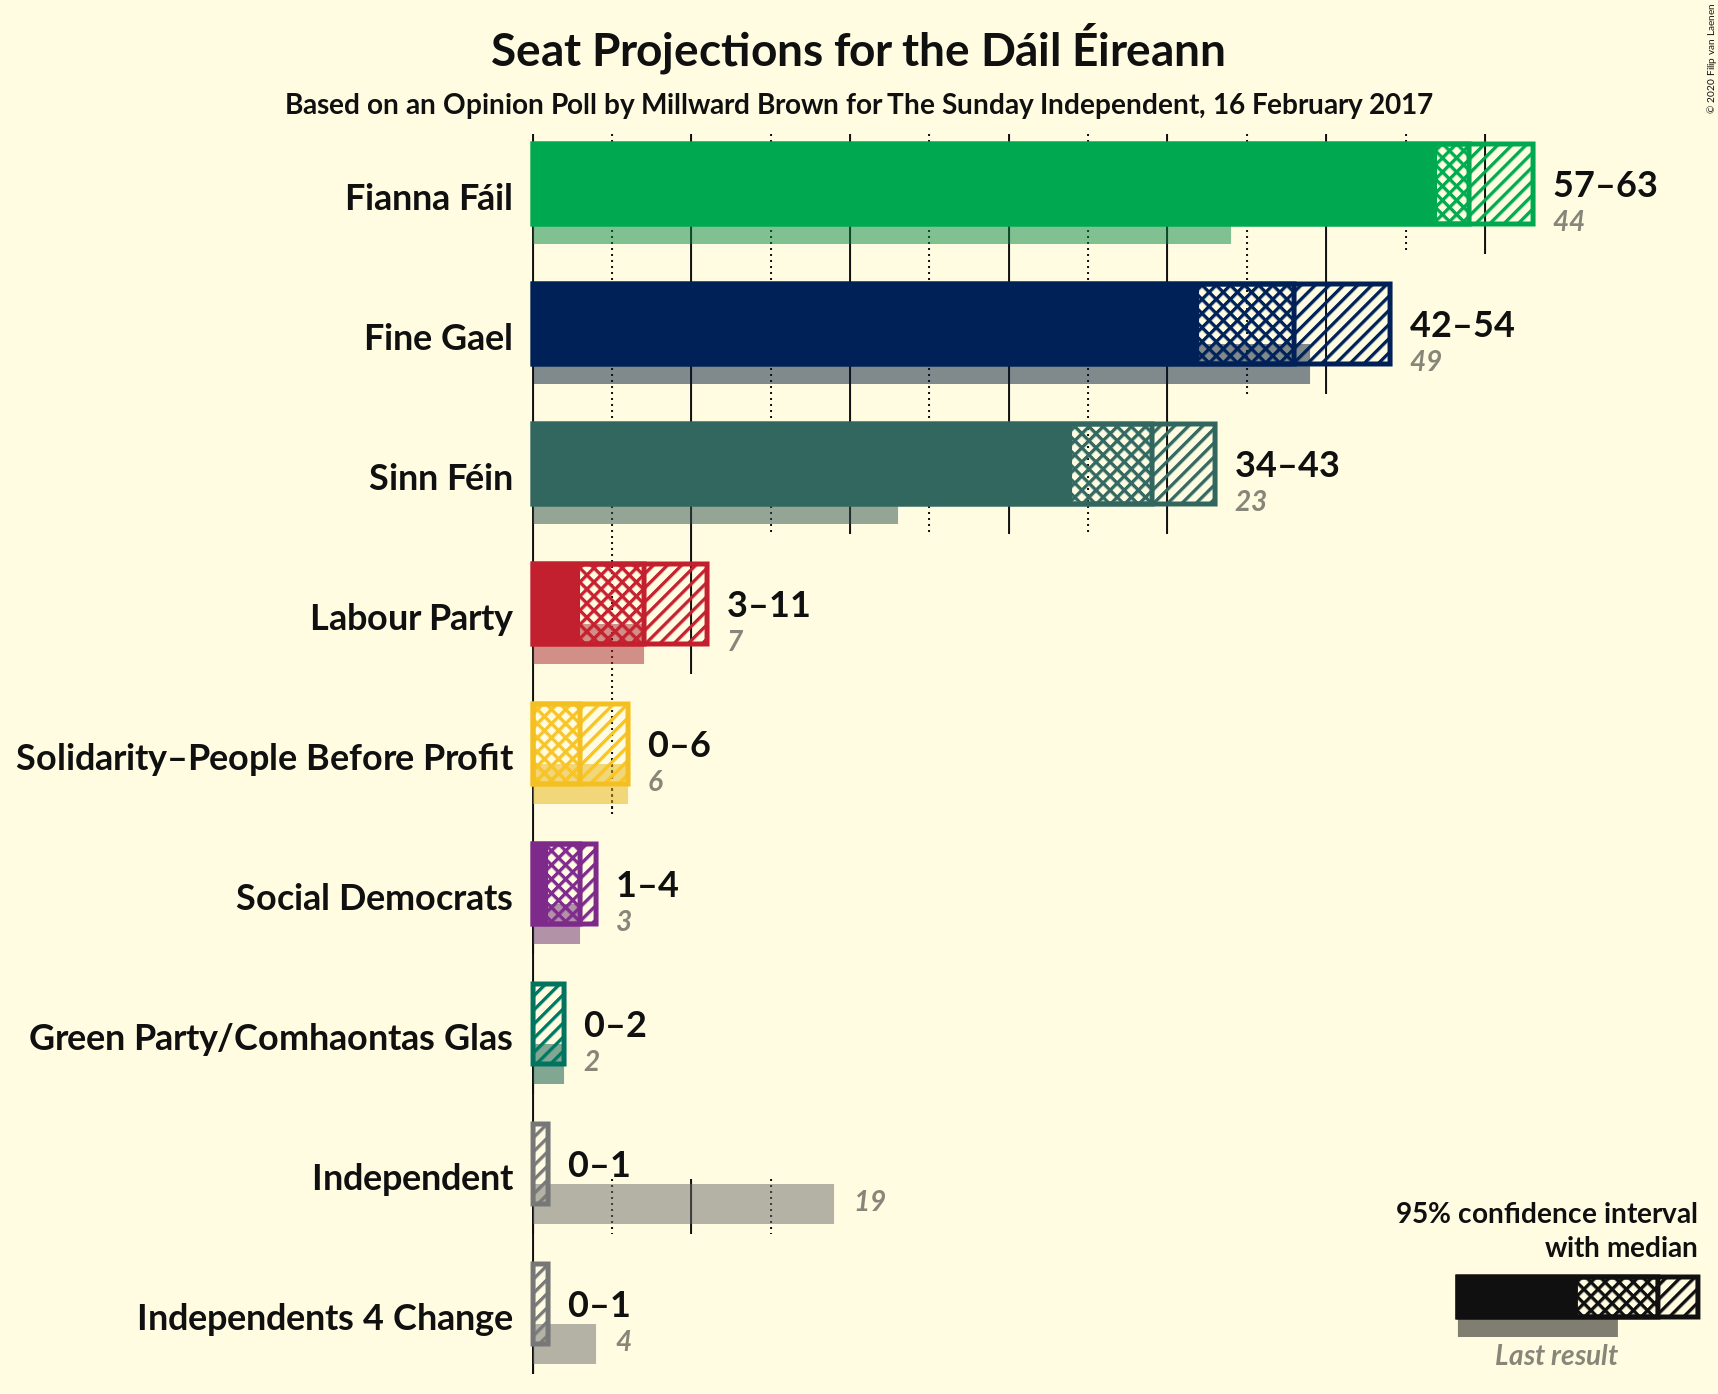 Seat Projections for the Dáil Éireann
Based on an Opinion Poll by Millward Brown for The Sunday Independent, 16 February 2017
© 2020 Filip van Laenen
Fianna Fáil
57–63
44
Fine Gael
42–54
49
Sinn Féin
34–43
23
Labour Party
3–11
7
Solidarity–People Before Profit
0–6
6
Social Democrats
1–4
3
Green Party/Comhaontas Glas
0–2
2
Independent
0–1
19
Independents 4 Change
0–1
4
95% confidence interval
with median
Last result